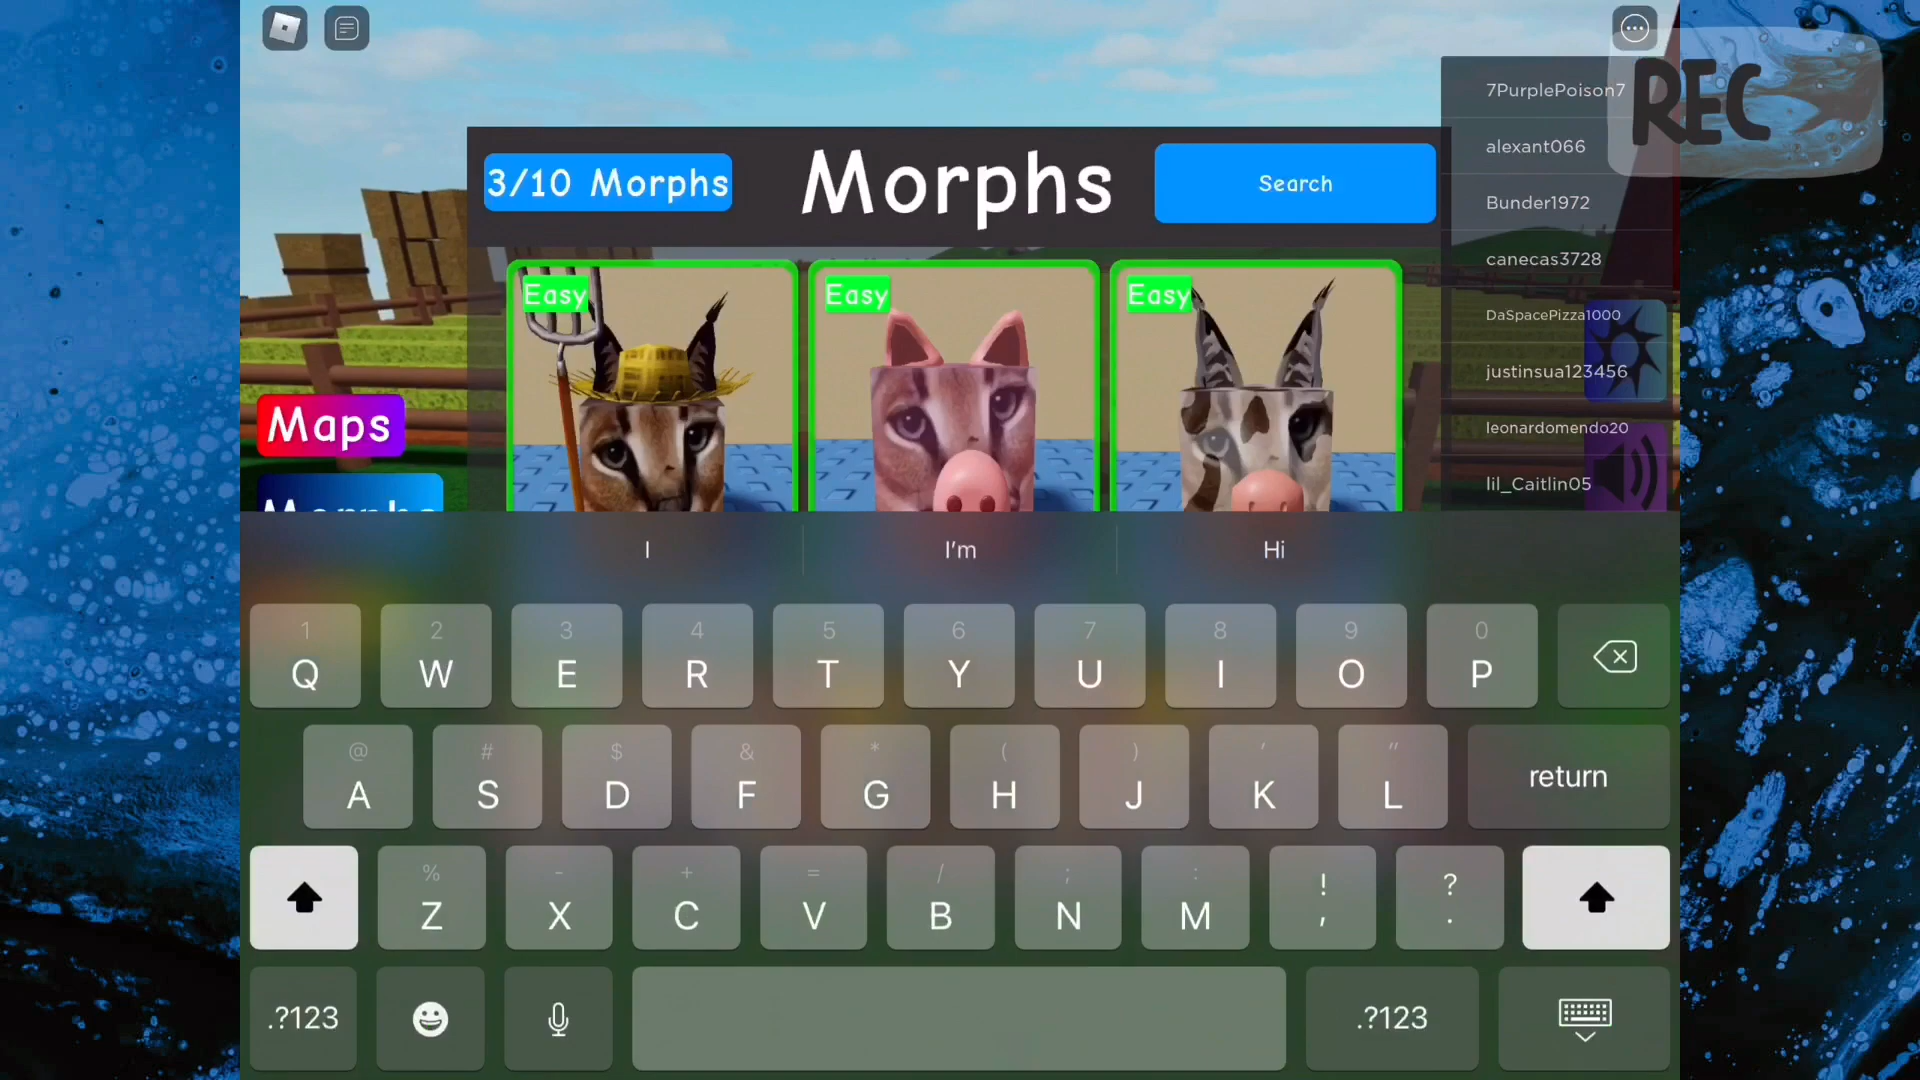 REC
7PurplePoison7
alexant066
Bunder1972
canecas3728
DaSpacePizza1000
justinsua123456
leonardomendo20
lil_Caitlin05
3/10 Morphs
Morphs
Search
Easy
Easy
Easy
Maps
Morphs
I
I'm
Hi
1 2 3 4 5 6 7 8 9 0
Q W E R T Y U I O P
@ # $ & * ( ) ' "
A S D F G H J K L return
% - + = / ; : ! ?
Z X C V B N M , .
.?123 .?123